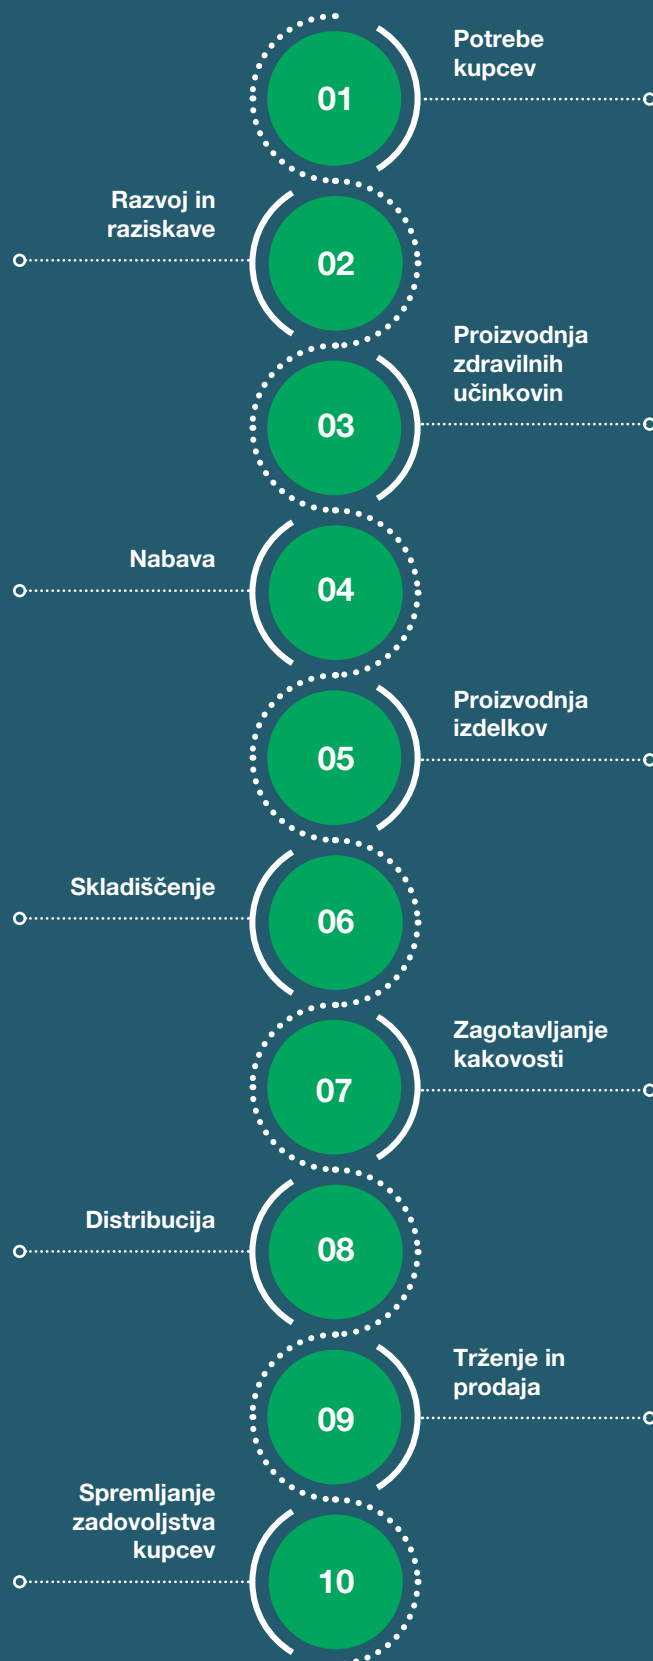 Potrebe
kupcev
01
Razvoj in
raziskave
02
Proizvodnja
zdravilnih
učinkovin
03
Nabava
04
Proizvodnja
izdelkov
05
Skladiščenje
06
Zagotavljanje
kakovosti
07
Distribucija
08
Trženje in
prodaja
09
Spremljanje
zadovoljstva
kupcev
10